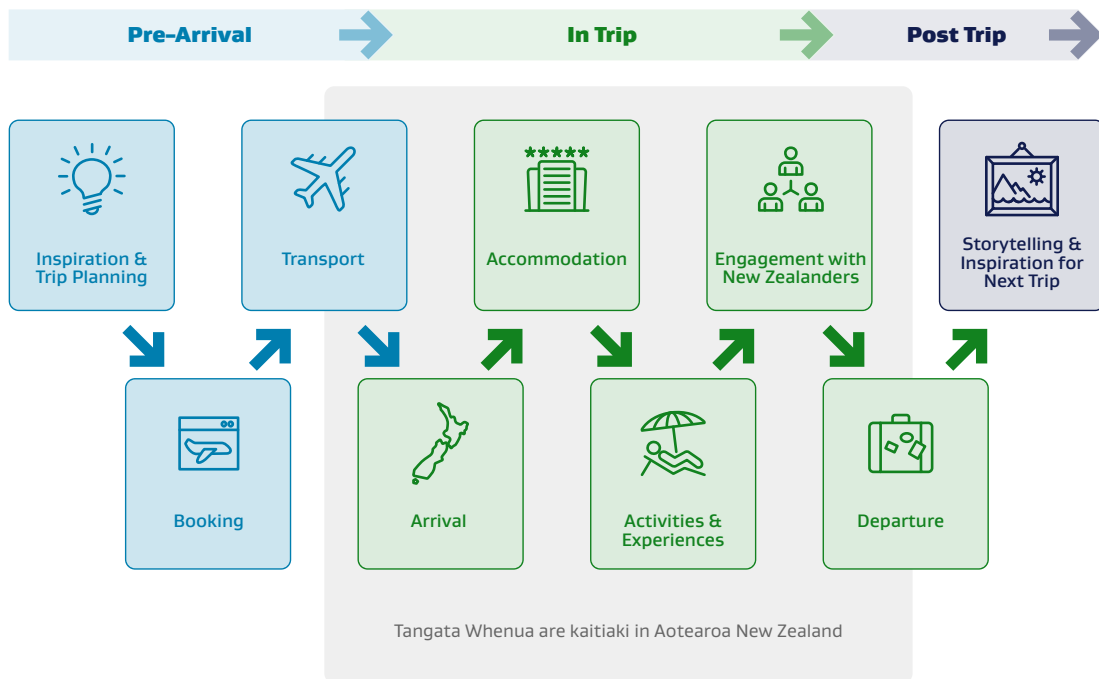 Pre-Arrival
In Trip
Post Trip
Inspiration &
Trip Planning
Transport
Accommodation
Engagement with
New Zealanders
Storytelling &
Inspiration for
Next Trip
Booking
Arrival
Activities &
Experiences
Departure
Tangata Whenua are kaitiaki in Aotearoa New Zealand